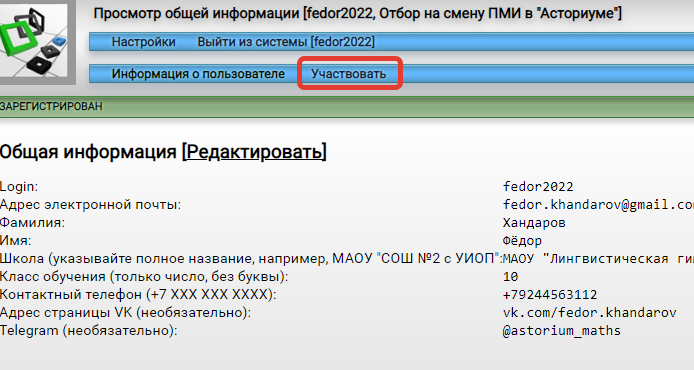 Просмотр общей информации [fedor2022, Отбор на смену ПМИ в "Асториуме"]
Настройки Выйти из системы [fedor2022]
Информация о пользователе Участвовать
ЗАРЕГИСТРИРОВАН
Общая информация [Редактировать]
Login: fedor2022
Адрес электронной почты: fedor.khandarov@gmail.co
Фамилия: Хандаров
Имя: Фёдор
Школа (указывайте полное название, например, МАОУ "СОШ №2 с УИОП": МАОУ "Лингвистическая ги
Класс обучения (только число, без буквы): 10
Контактный телефон (+7 XXX XXX XXXX): +79244563112
Адрес страницы VK (необязательно): vk.com/fedor.khandarov
Telegram (необязательно): @astorium_maths